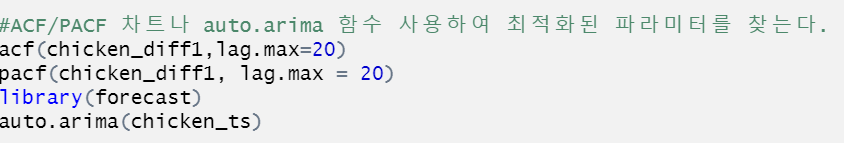 #ACF/PACF 차트나 auto.arima 함수 사용하여 최적화된 파라미터를 찾는다.
acf(chicken_diff1,lag.max=20)
pacf(chicken_diff1, lag.max = 20)
library(forecast)
auto.arima(chicken_ts)